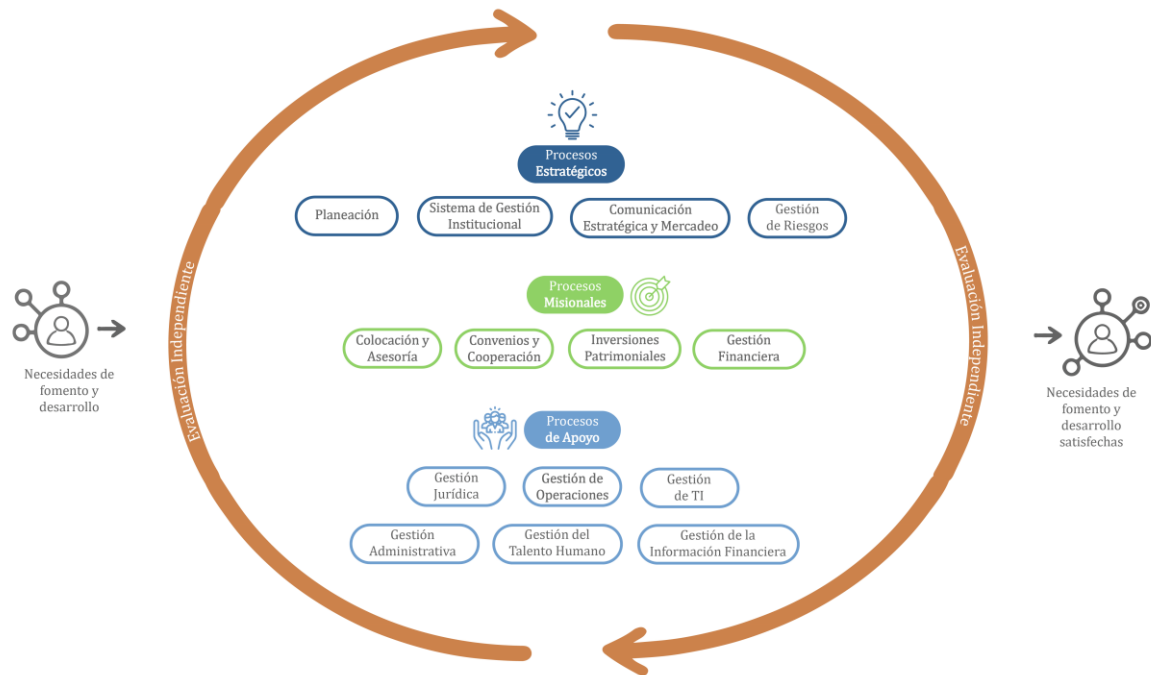 Procesos
Estratégicos
Planeación
Sistema de Gestión
Institucional
Comunicación
Estratégica y Mercadeo
Gestión
de Riesgos
Evaluación Independiente
Evaluación Independiente
Procesos
Misionales
Necesidades de
fomento y
desarrollo
Colocación y
Asesoría
Convenios y
Cooperación
Inversiones
Patrimoniales
Gestión
Financiera
Necesidades de
fomento y
desarrollo
satisfechas
Procesos
de Apoyo
Gestión
Jurídica
Gestión de
Operaciones
Gestión
de TI
Gestión
Administrativa
Gestión del
Talento Humano
Gestión de la
Información Financiera